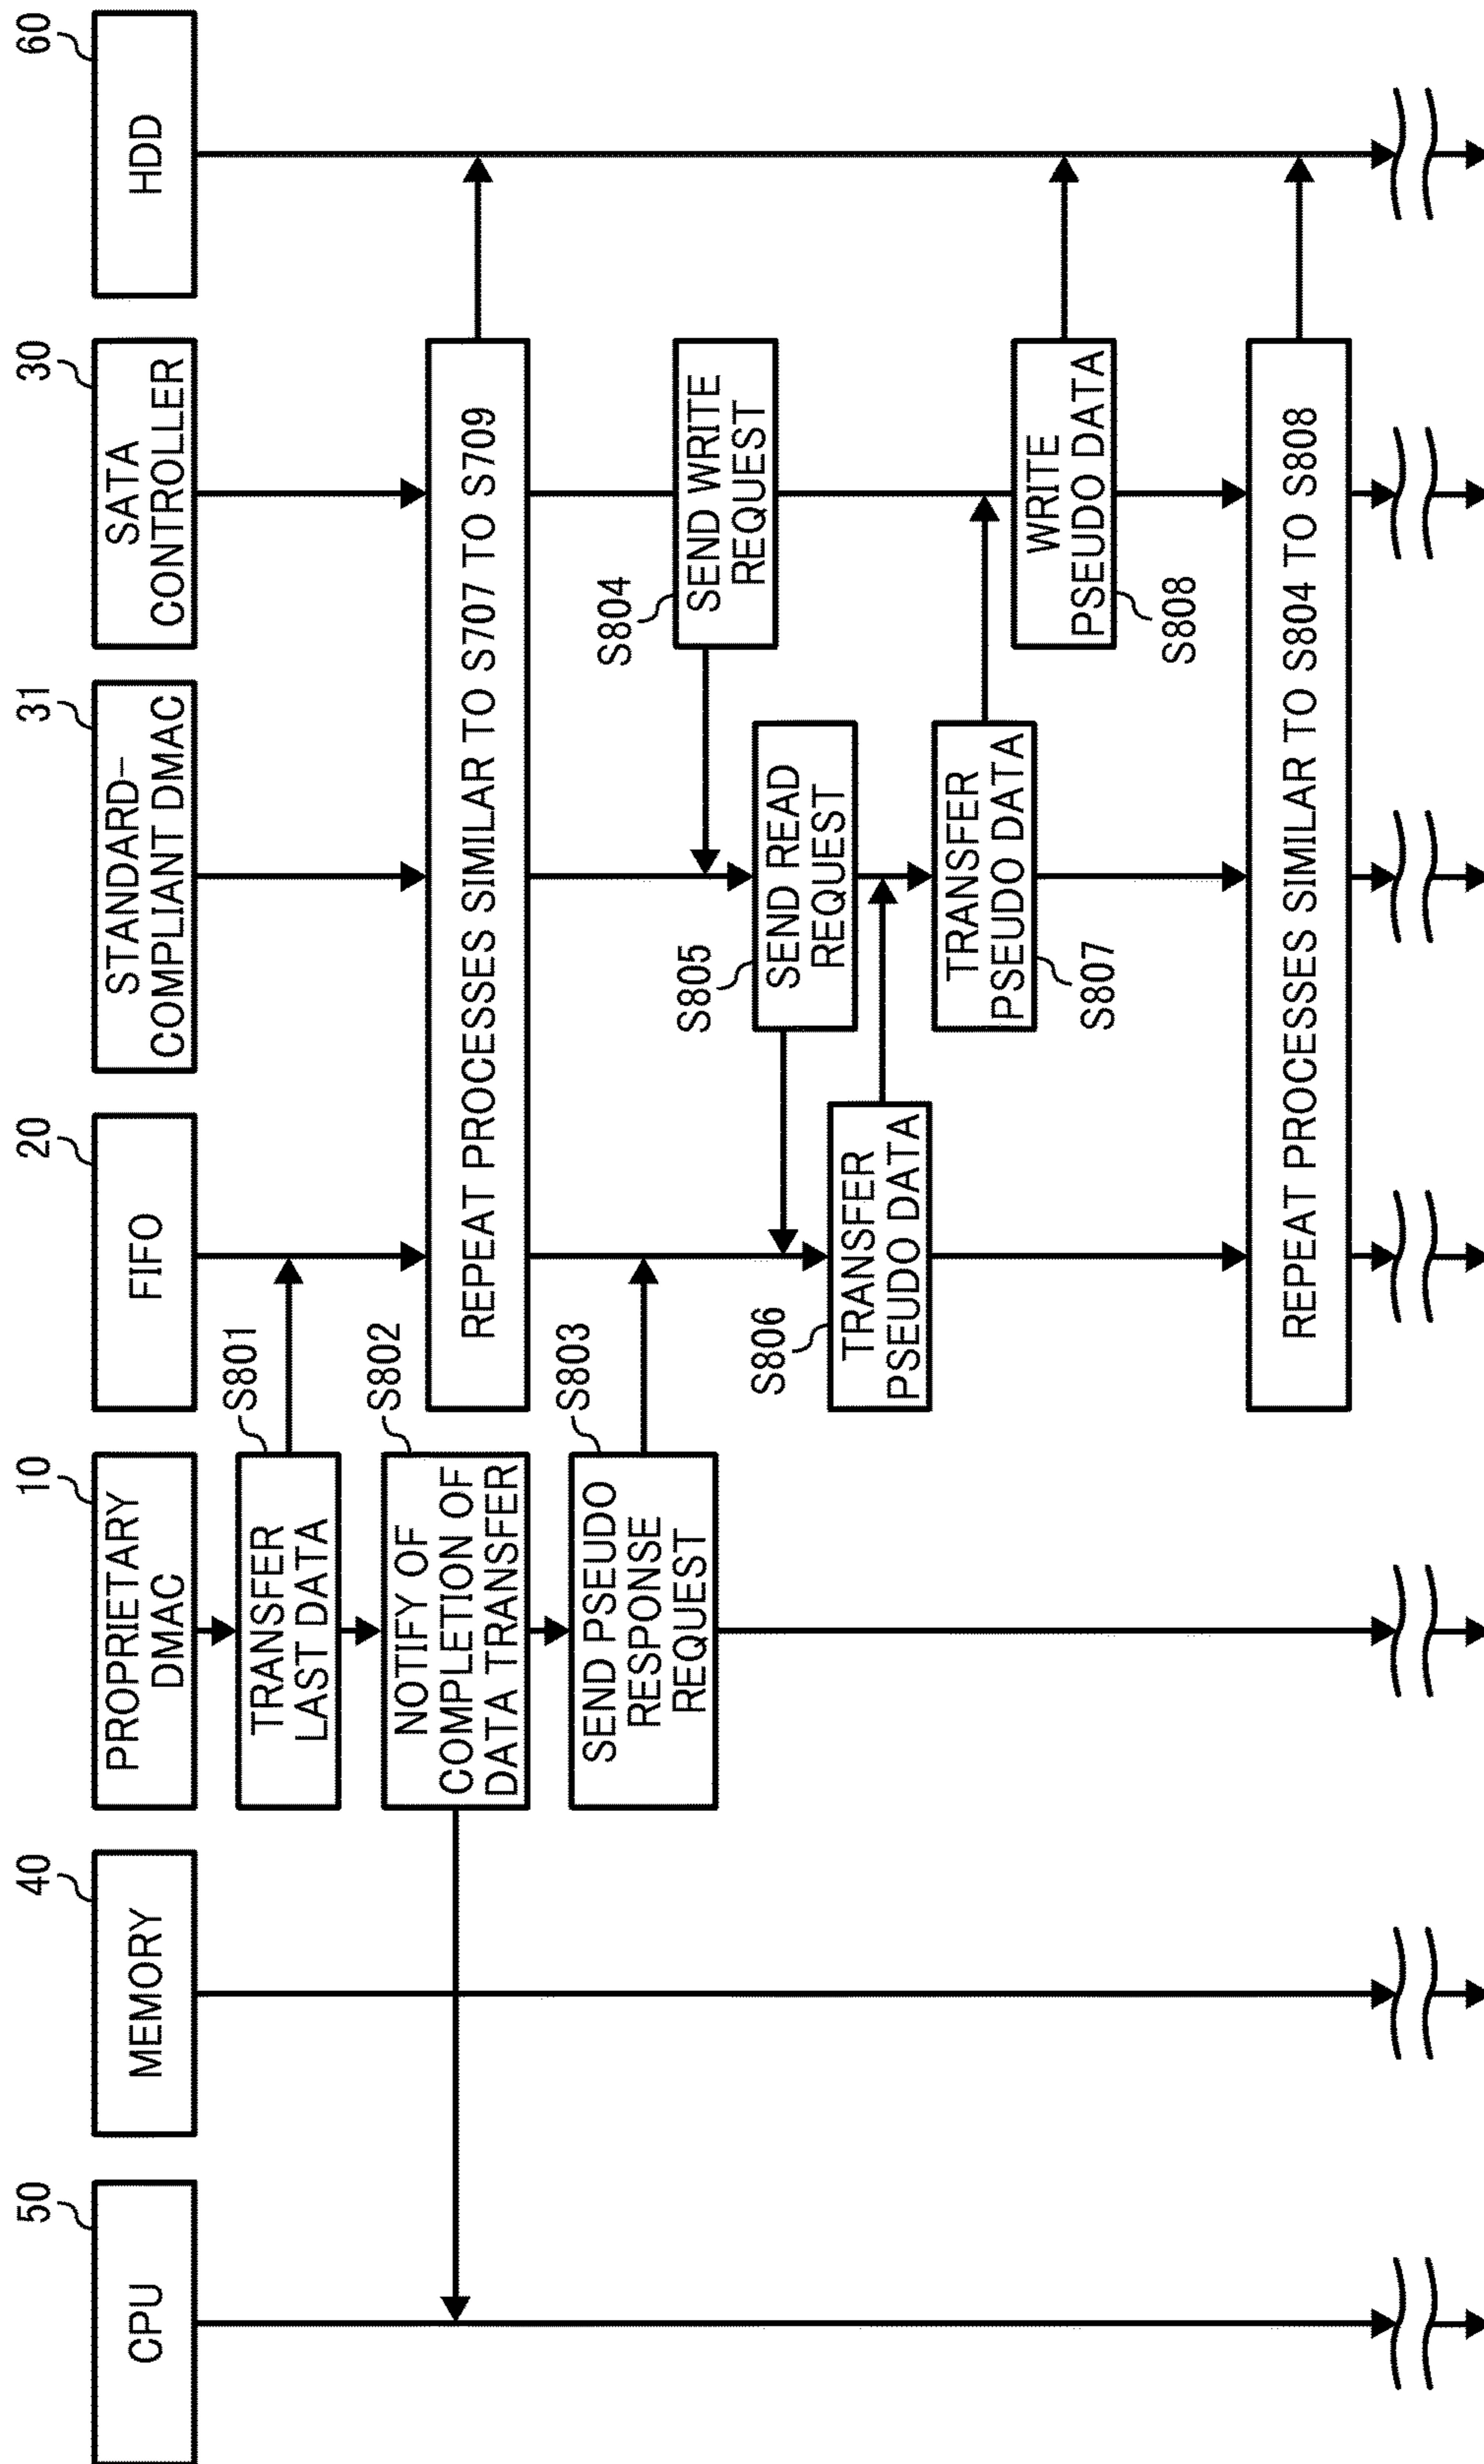 50
CPU
40
MEMORY
10
PROPRIETARY
DMAC
20
FIFO
31
STANDARD-
COMPLIANT DMAC
30
SATA
CONTROLLER
60
HDD
S801
TRANSFER
LAST DATA
S802
NOTIFY OF
COMPLETION OF
DATA TRANSFER
REPEAT PROCESSES SIMILAR TO S707 TO S709
S803
SEND PSEUDO
RESPONSE
REQUEST
S804
SEND WRITE
REQUEST
S805
SEND READ
REQUEST
S806
TRANSFER
PSEUDO DATA
TRANSFER
PSEUDO DATA
S807
WRITE
PSEUDO DATA
S808
REPEAT PROCESSES SIMILAR TO S804 TO S808